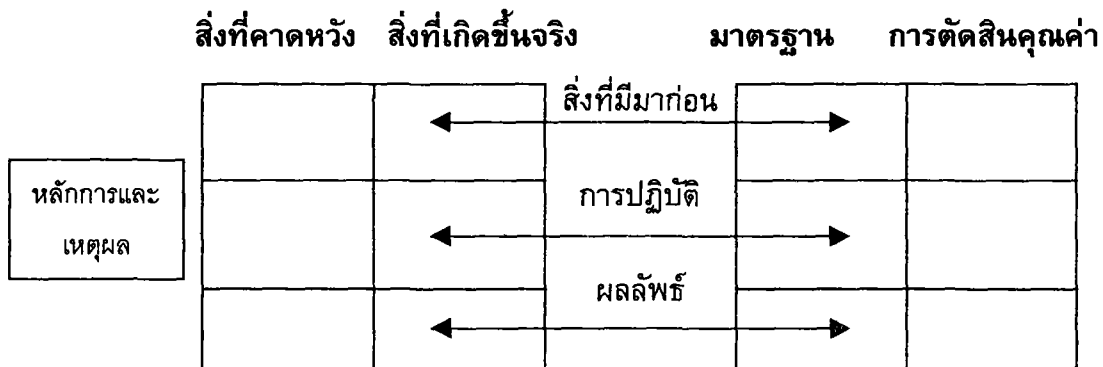 สิ่งที่คาดหวัง สิ่งที่เกิดขึ้นจริง มาตรฐาน การตัดสินคุณค่า
สิ่งที่มีมาก่อน
หลักการและ
เหตุผล
การปฏิบัติ
ผลลัพธ์